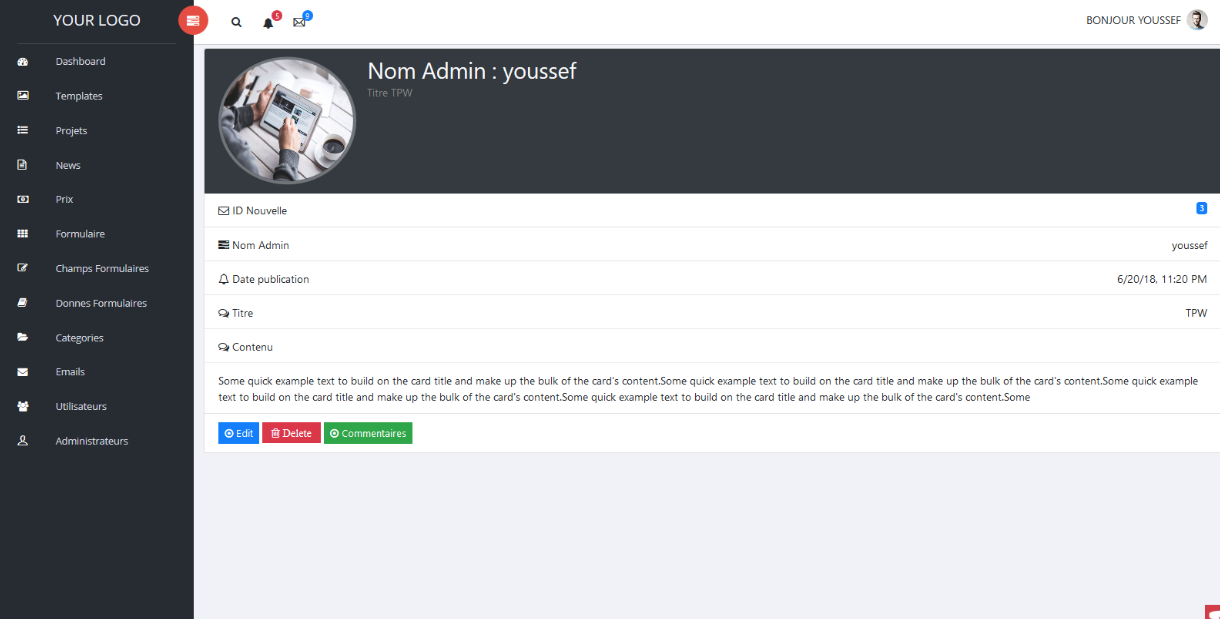 YOUR LOGO
5
9
BONJOUR YOUSSEF
Dashboard
Templates
Projets
News
Prix
Formulaire
Champs Formulaires
Donnes Formulaires
Categories
Emails
Utilisateurs
Administrateurs
Nom Admin : youssef
Titre TPW
ID Nouvelle 3
Nom Admin youssef
Date publication 6/20/18, 11:20 PM
Titre TPW
Contenu
Some quick example text to build on the card title and make up the bulk of the card's content.Some quick example text to build on the card title and make up the bulk of the card's content.Some quick example
text to build on the card title and make up the bulk of the card's content.Some quick example text to build on the card title and make up the bulk of the card's content.Some
Edit Delete Commentaires